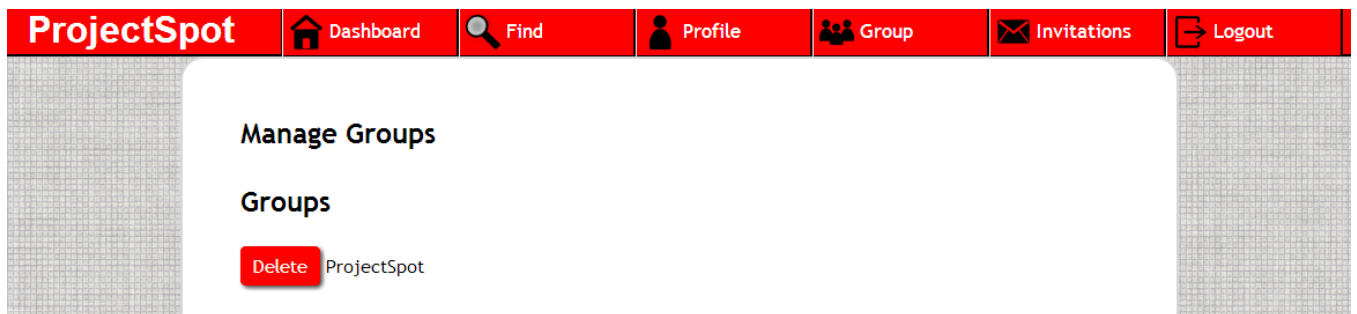 ProjectSpot Dashboard Find Profile Group Invitations Logout
Manage Groups
Groups
Delete ProjectSpot